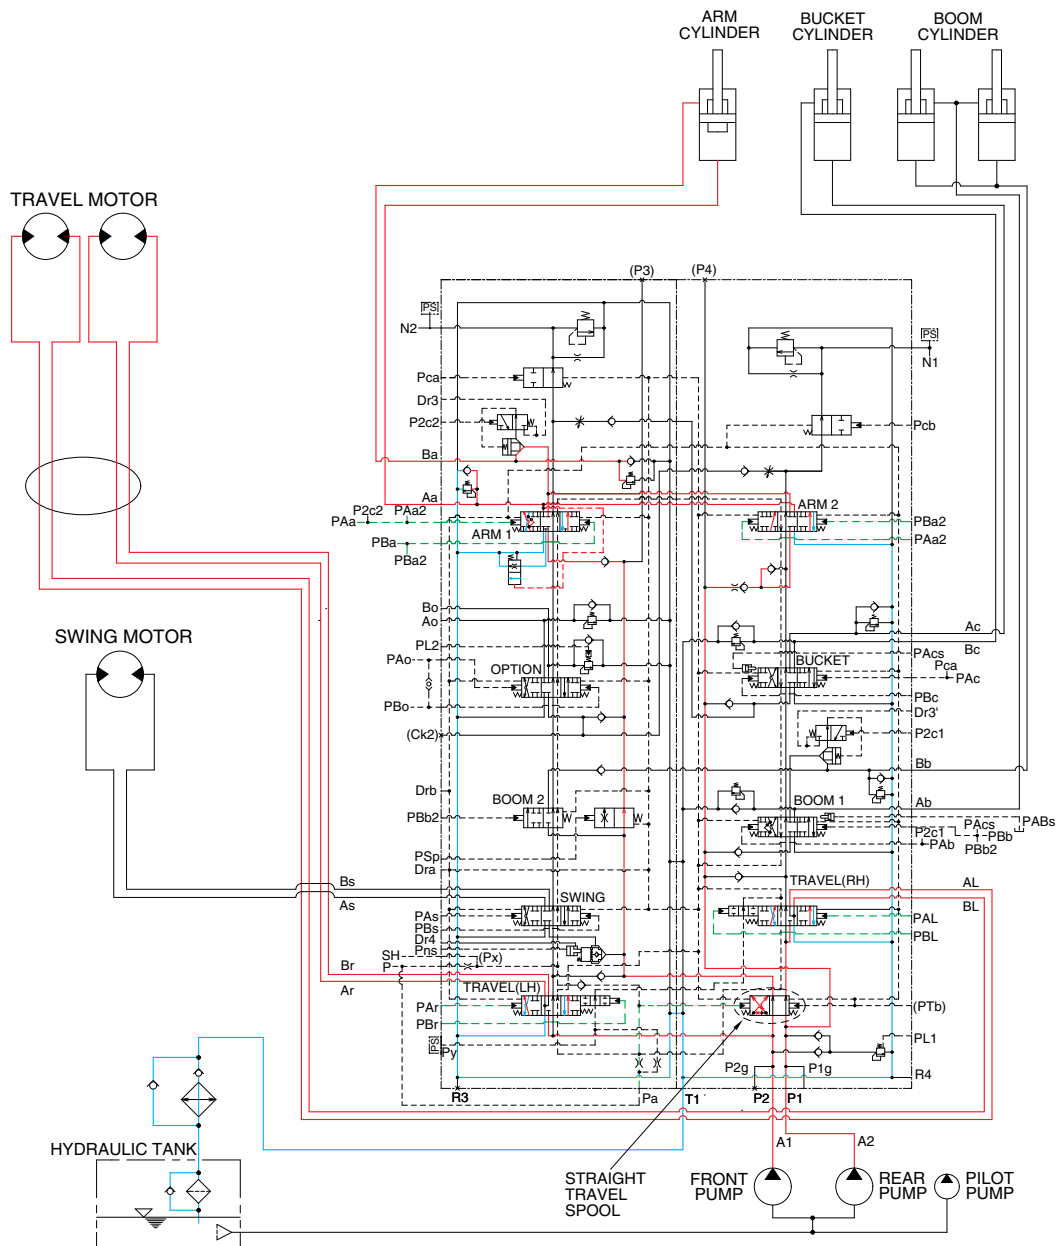 ARM
CYLINDER
BUCKET
CYLINDER
BOOM
CYLINDER
TRAVEL MOTOR
(P3)
(P4)
PS
N2
PS
N1
Pca
Dr3
P2c2
Pcb
Ba
Aa
P2c2
PAa2
PAa
ARM 1
PBa
PBa2
ARM 2
PBa2
PAa2
Bo
Ao
PL2
PAo
OPTION
PBo
(Ck2)
Ac
Bc
PAcs
Pca
BUCKET
PAc
PBc
Dr3'
P2c1
SWING MOTOR
Bb
Drb
BOOM 2
PBb2
Ab
BOOM 1
PABs
PAcs
P2c1
PBb
PAb
PBb2
PSp
Dra
Bs
As
SWING
PAs
PBs
Dr4
Pns
SH
P
(Px)
TRAVEL(RH)
AL
BL
PAL
PBL
Br
Ar
TRAVEL(LH)
PAr
PBr
PS
Py
(PTb)
PL1
P2g
P1g
R4
R3
Pa
T1
P2
P1
A1
A2
HYDRAULIC TANK
STRAIGHT
TRAVEL
SPOOL
FRONT
PUMP
REAR
PUMP
PILOT
PUMP